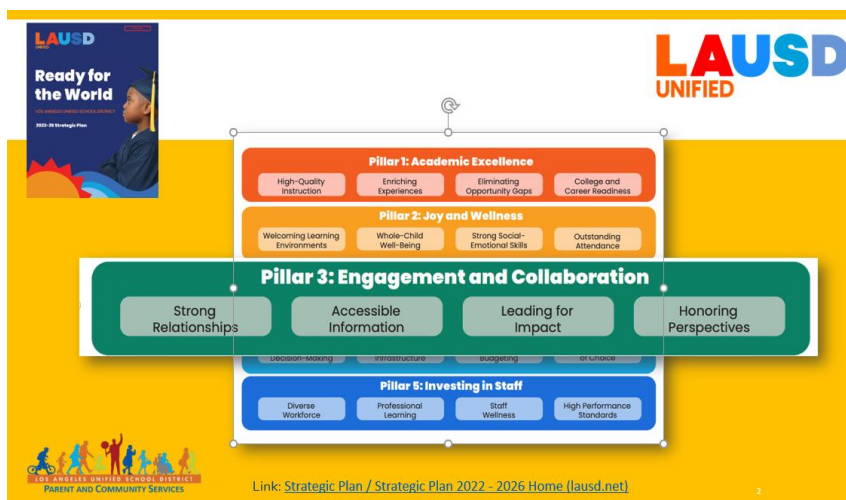 LAUSD
UNIFIED
Ready for
the World
LOS ANGELES UNIFIED SCHOOL DISTRICT
2022-26 Strategic Plan
LAUSD
UNIFIED
Pillar 1: Academic Excellence
High-Quality
Instruction
Enriching
Experiences
Eliminating
Opportunity Gaps
College and
Career Readiness
Pillar 2: Joy and Wellness
Welcoming Learning
Environments
Whole-Child
Well-Being
Strong Social-
Emotional Skills
Outstanding
Attendance
Pillar 3: Engagement and Collaboration
Strong
Relationships
Accessible
Information
Leading for
Impact
Honoring
Perspectives
Decision-Making
Infrastructure
Budgeting
of Choice
Pillar 5: Investing in Staff
Diverse
Workforce
Professional
Learning
Staff
Wellness
High Performance
Standards
LOS ANGELES UNIFIED SCHOOL DISTRICT
PARENT AND COMMUNITY SERVICES
Link: Strategic Plan / Strategic Plan 2022 - 2026 Home (lausd.net)
2